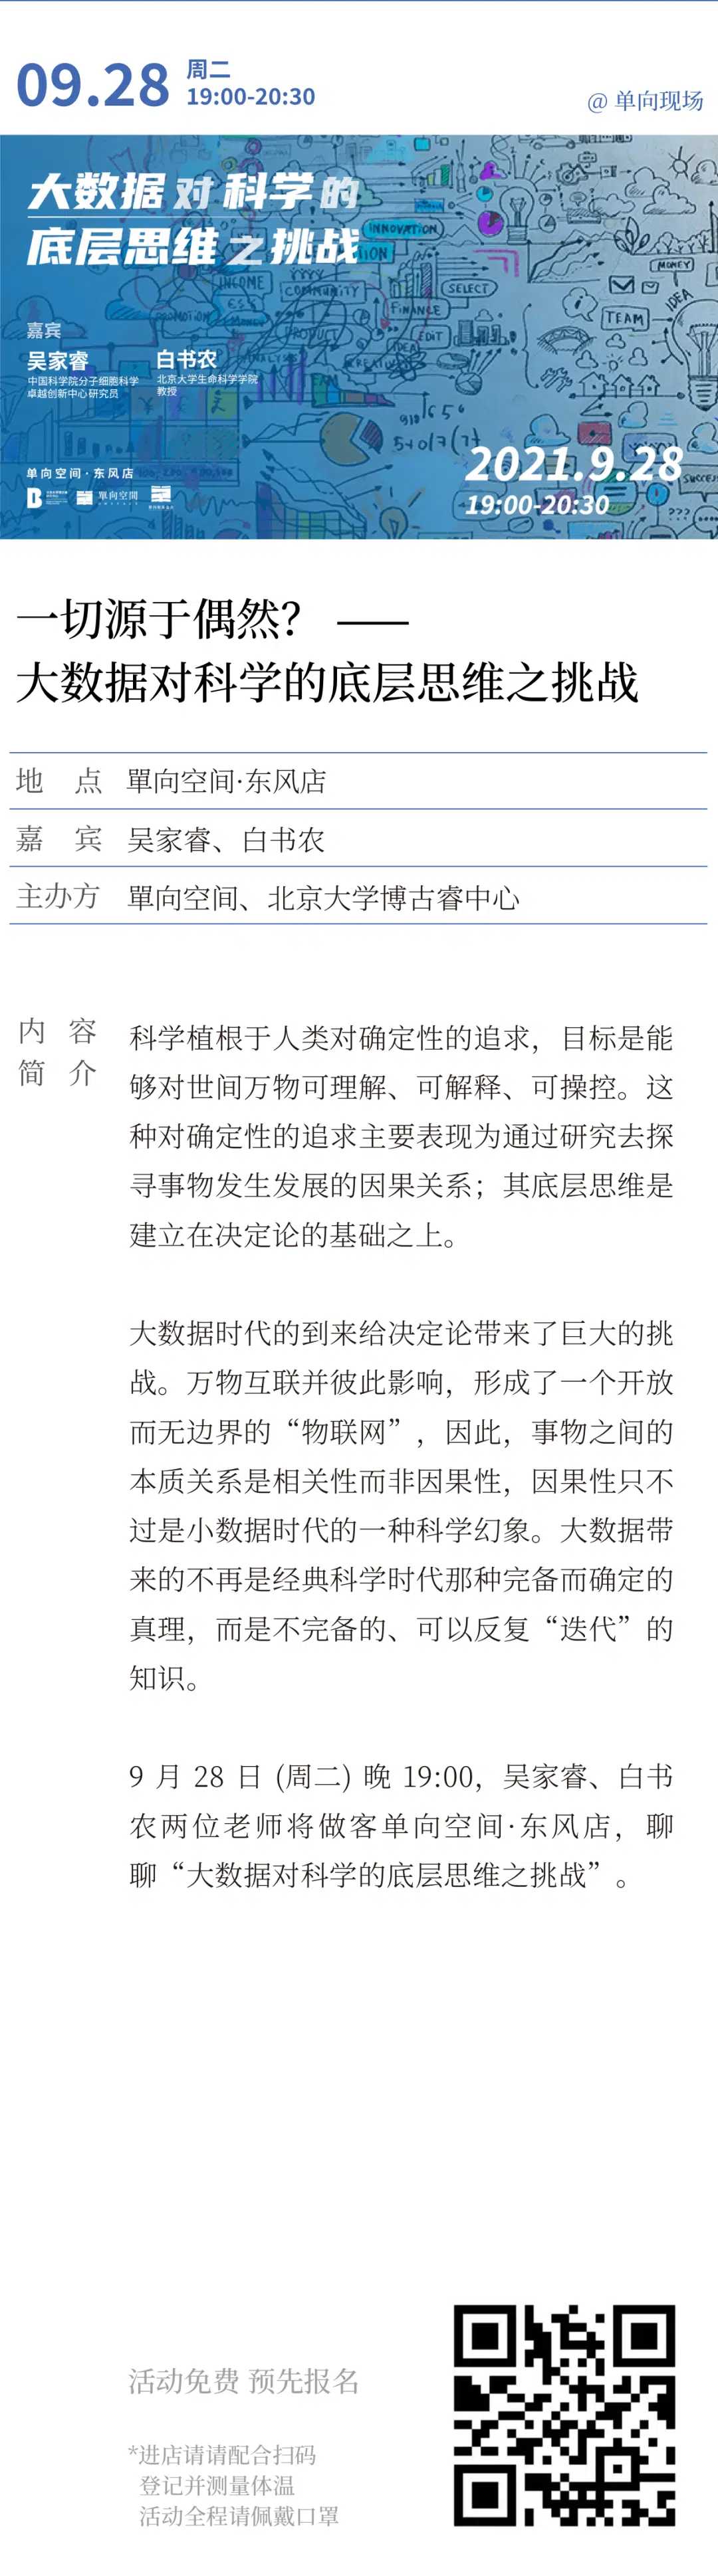 09.28
周二
19:00-20:30
@ 单向现场
大数据对科学的
底层思维之挑战
嘉宾
吴家睿
中国科学院分子细胞科学
卓越创新中心研究员
白书农
北京大学生命科学学院
教授
单向空间·东风店
單向空間
INNOVATION
INCOME
COMMUNITY
SELECT
FINANCE
EDIT
MONEY
IDEA
TEAM
PROMOTION
2021.9.28
19:00-20:30
一切源于偶然？ ——
大数据对科学的底层思维之挑战
地 点 單向空间·东风店
嘉 宾 吴家睿、白书农
主办方 單向空间、北京大学博古睿中心
内 容
简 介
科学植根于人类对确定性的追求，目标是能
够对世间万物可理解、可解释、可操控。这
种对确定性的追求主要表现为通过研究去探
寻事物发生发展的因果关系；其底层思维是
建立在决定论的基础之上。
大数据时代的到来给决定论带来了巨大的挑
战。万物互联并彼此影响，形成了一个开放
而无边界的“物联网”，因此，事物之间的
本质关系是相关性而非因果性，因果性只不
过是小数据时代的一种科学幻象。大数据带
来的不再是经典科学时代那种完备而确定的
真理，而是不完备的、可以反复“迭代”的
知识。
9 月 28 日 (周二) 晚 19:00，吴家睿、白书
农两位老师将做客单向空间·东风店，聊
聊“大数据对科学的底层思维之挑战”。
活动免费 预先报名
*进店请请配合扫码
登记并测量体温
活动全程请佩戴口罩